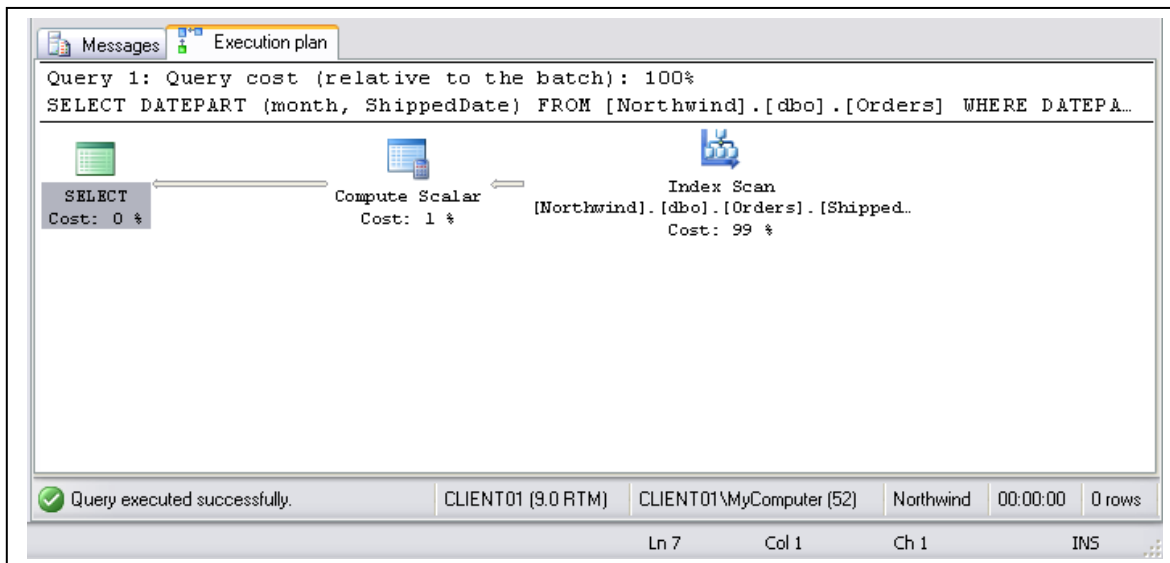 Messages Execution plan
Query 1: Query cost (relative to the batch): 100%
SELECT DATEPART (month, ShippedDate) FROM [Northwind].[dbo].[Orders] WHERE DATEPA…
SELECT
Cost: 0 %
Compute Scalar
Cost: 1 %
Index Scan
[Northwind].[dbo].[Orders].[Shipped…
Cost: 99 %
Query executed successfully. CLIENT01 (9.0 RTM) CLIENT01\MyComputer (52) Northwind 00:00:00 0 rows
Ln 7 Col 1 Ch 1 INS